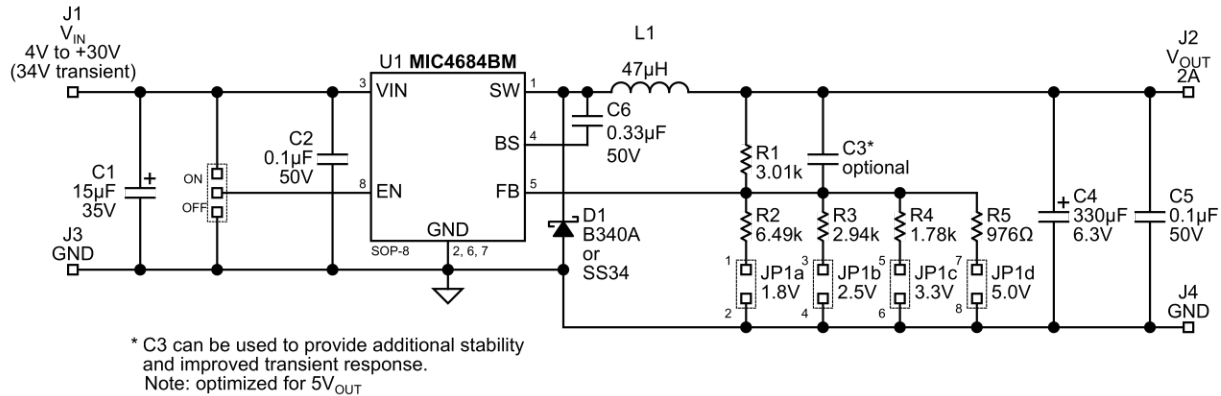 J1
VIN
4V to +30V
(34V transient)
U1 MIC4684BM
L1
47µH
J2
VOUT
2A
3
VIN
SW
1
C6
0.33µF
50V
BS
4
C2
0.1µF
50V
C1
15µF
35V
+
ON
OFF
8
EN
FB
5
R1
3.01k
C3*
optional
GND
SOP-8
2, 6, 7
D1
B340A
or
SS34
R2
6.49k
R3
2.94k
R4
1.78k
R5
976Ω
+
C4
330µF
6.3V
C5
0.1µF
50V
J3
GND
1
JP1a
1.8V
2
3
JP1b
2.5V
4
5
JP1c
3.3V
6
7
JP1d
5.0V
8
J4
GND
* C3 can be used to provide additional stability
and improved transient response.
Note: optimized for 5VOUT